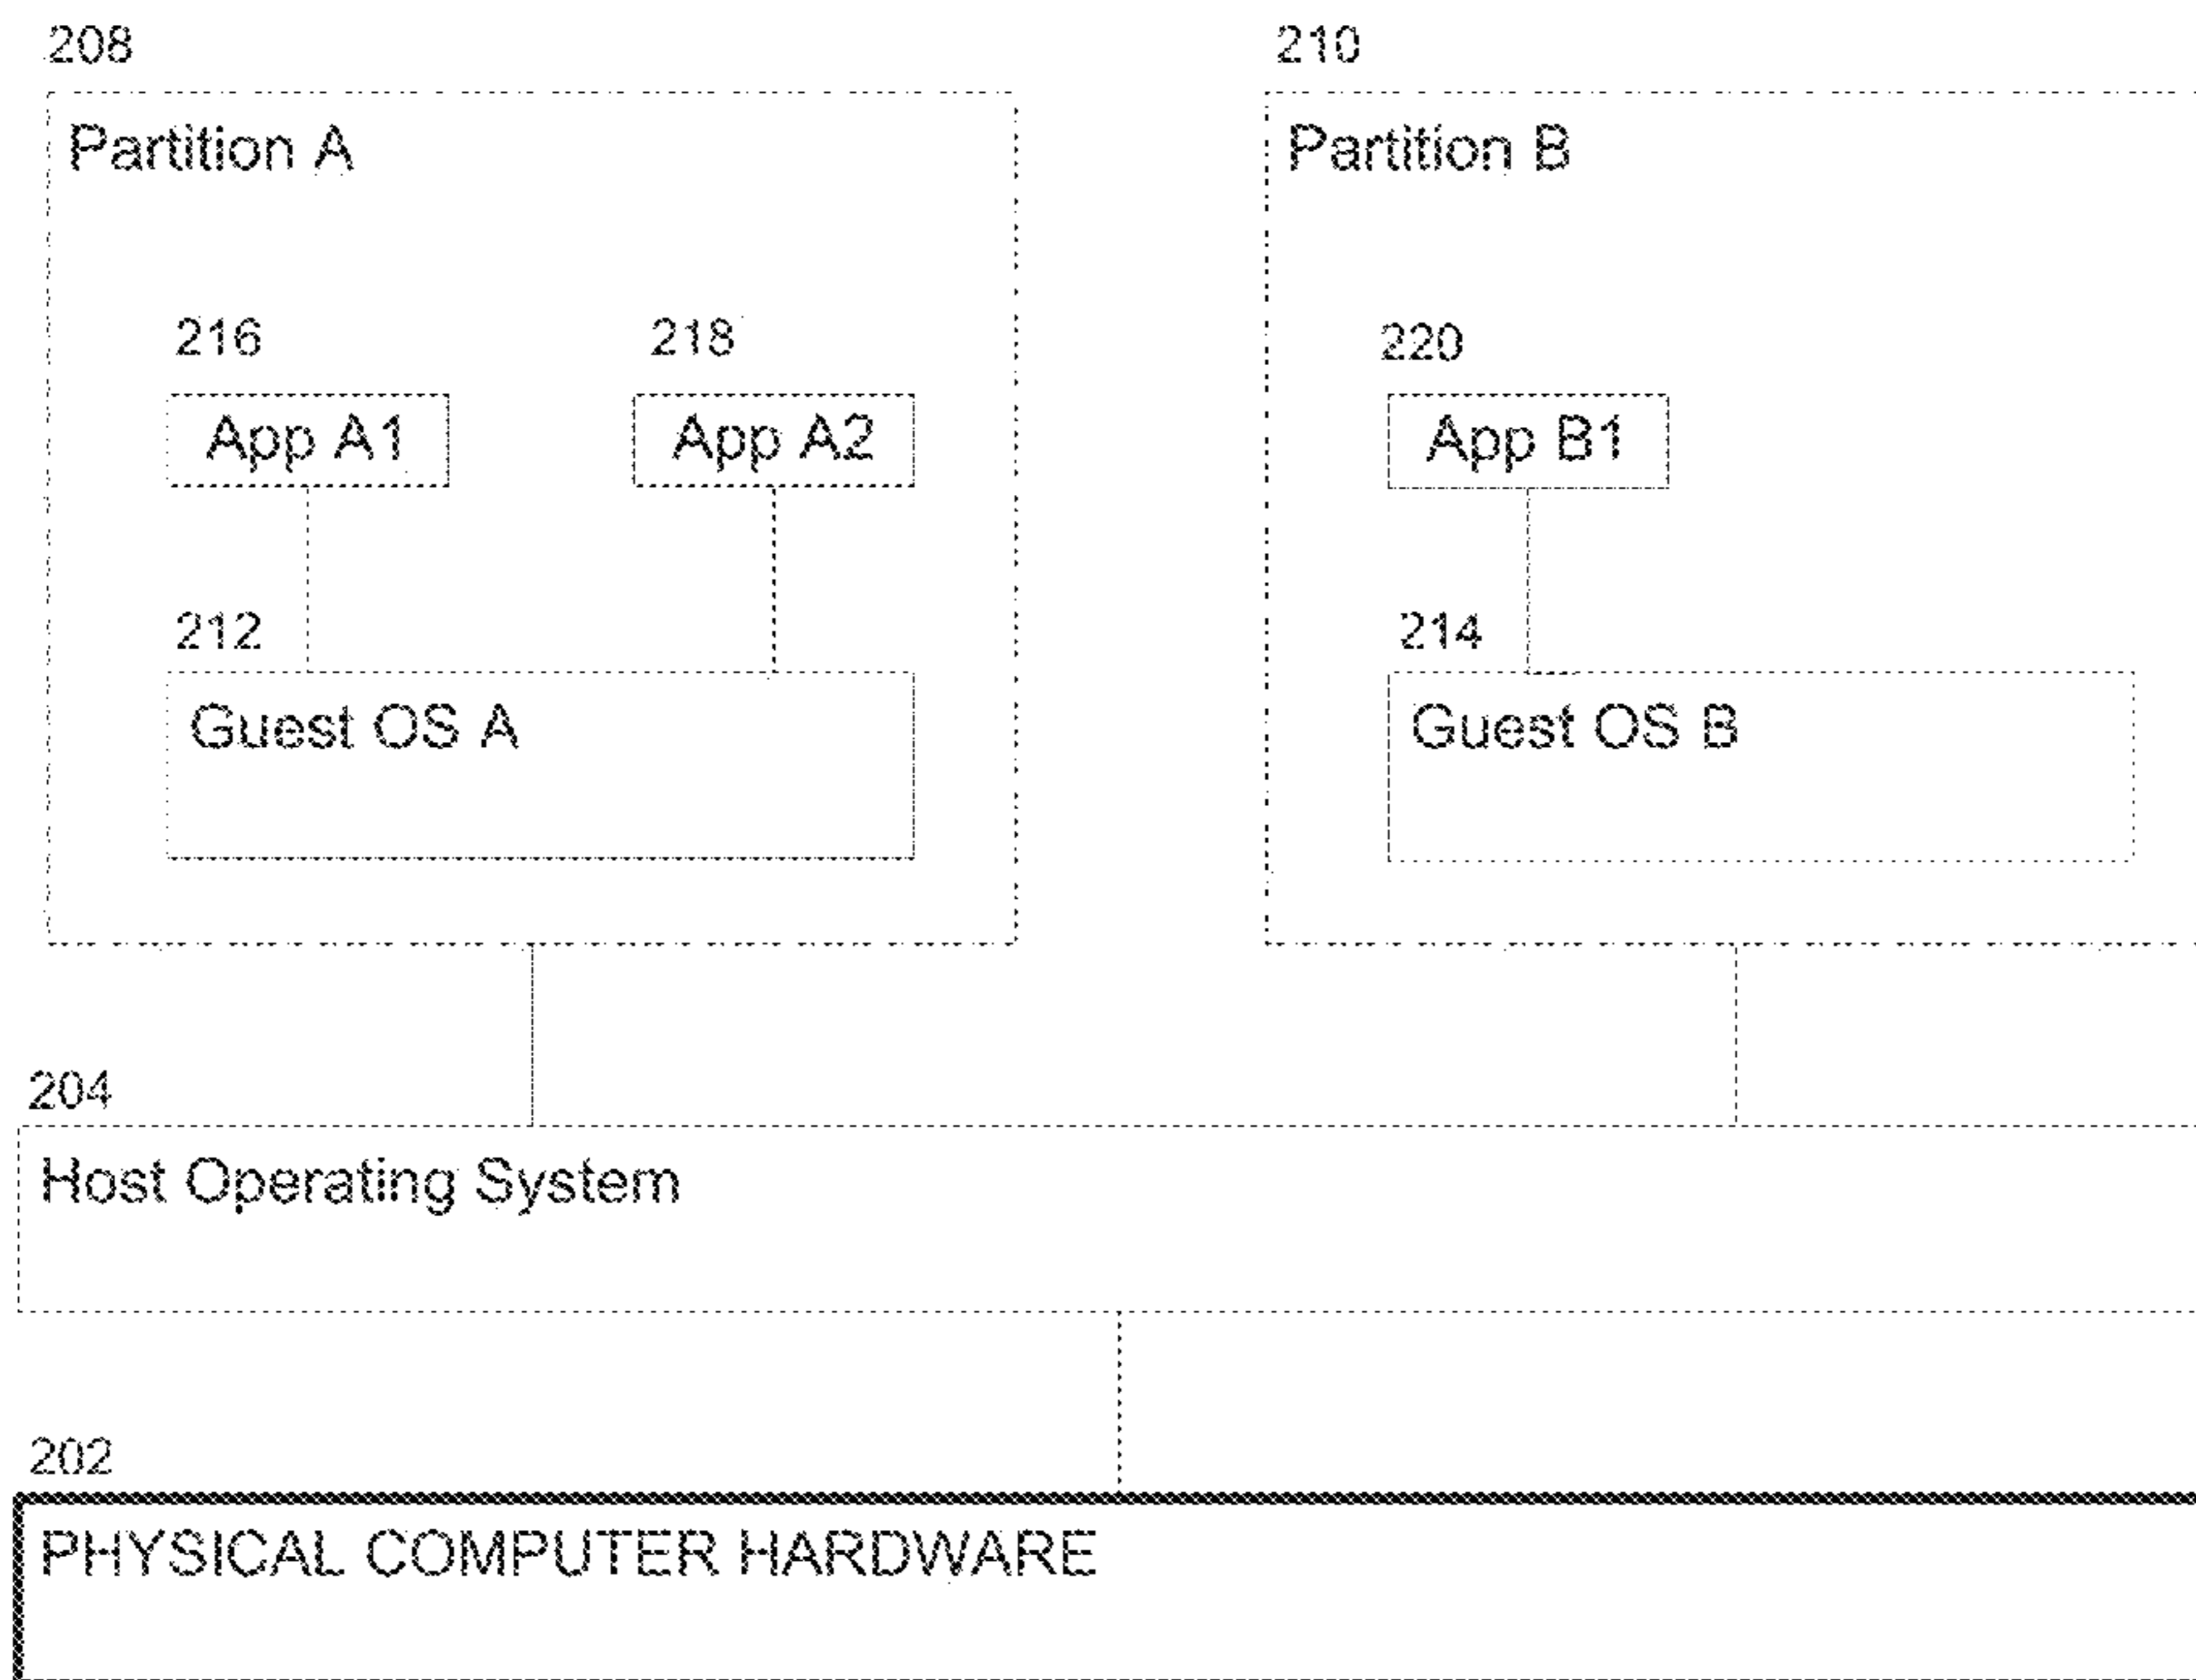 208
210
Partition A
Partition B
216
218
220
App A1
App A2
App B1
212
214
Guest OS A
Guest OS B
204
Host Operating System
202
PHYSICAL COMPUTER HARDWARE